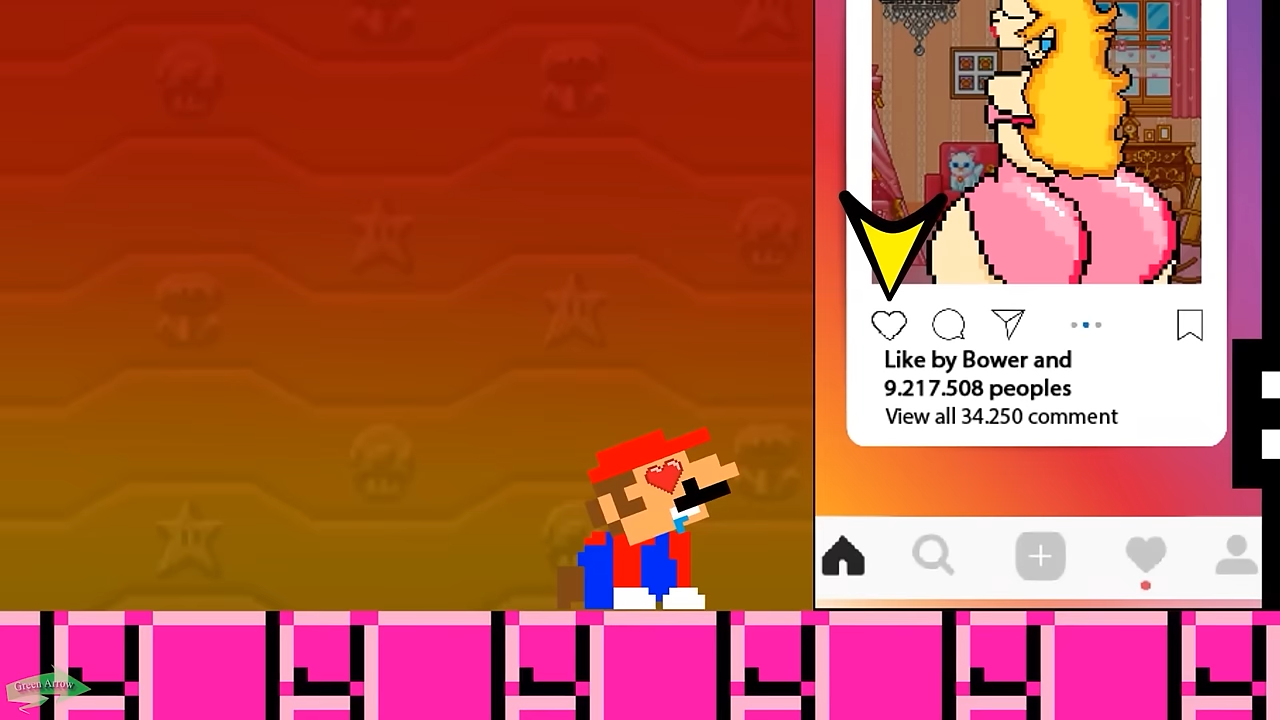 Like by Bower and
9.217.508 peoples
View all 34.250 comment
Green Arrow